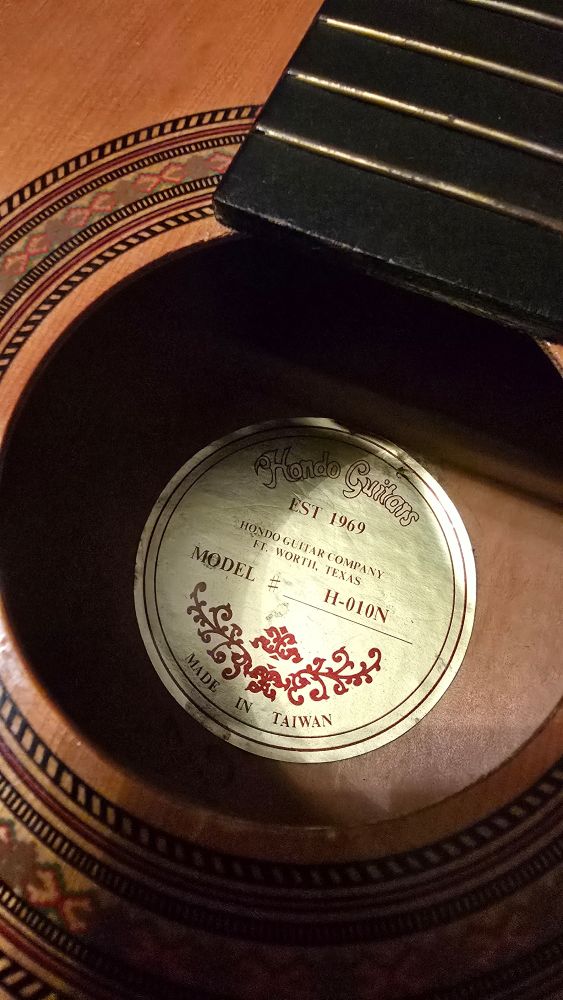 Hondo Guitars
EST 1969
HONDO GUITAR COMPANY
FT. WORTH, TEXAS
MODEL # H-010N
MADE IN TAIWAN